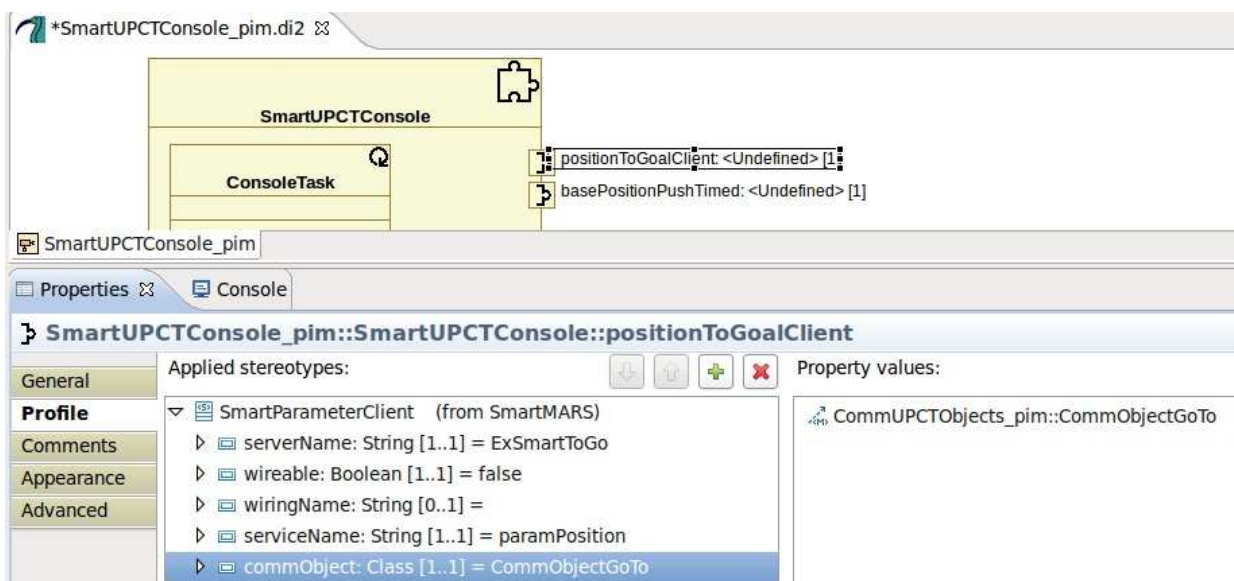 *SmartUPCTConsole_pim.di2
SmartUPCTConsole
ConsoleTask
positionToGoalClient: <Undefined> [1
basePositionPushTimed: <Undefined> [1]
SmartUPCTConsole_pim
Properties Console
SmartUPCTConsole_pim::SmartUPCTConsole::positionToGoalClient
General
Profile
Comments
Appearance
Advanced
Applied stereotypes:
SmartParameterClient (from SmartMARS)
serverName: String [1..1] = ExSmartToGo
wireable: Boolean [1..1] = false
wiringName: String [0..1] =
serviceName: String [1..1] = paramPosition
commObject: Class [1..1] = CommObjectGoTo
Property values:
CommUPCTObjects_pim::CommObjectGoTo